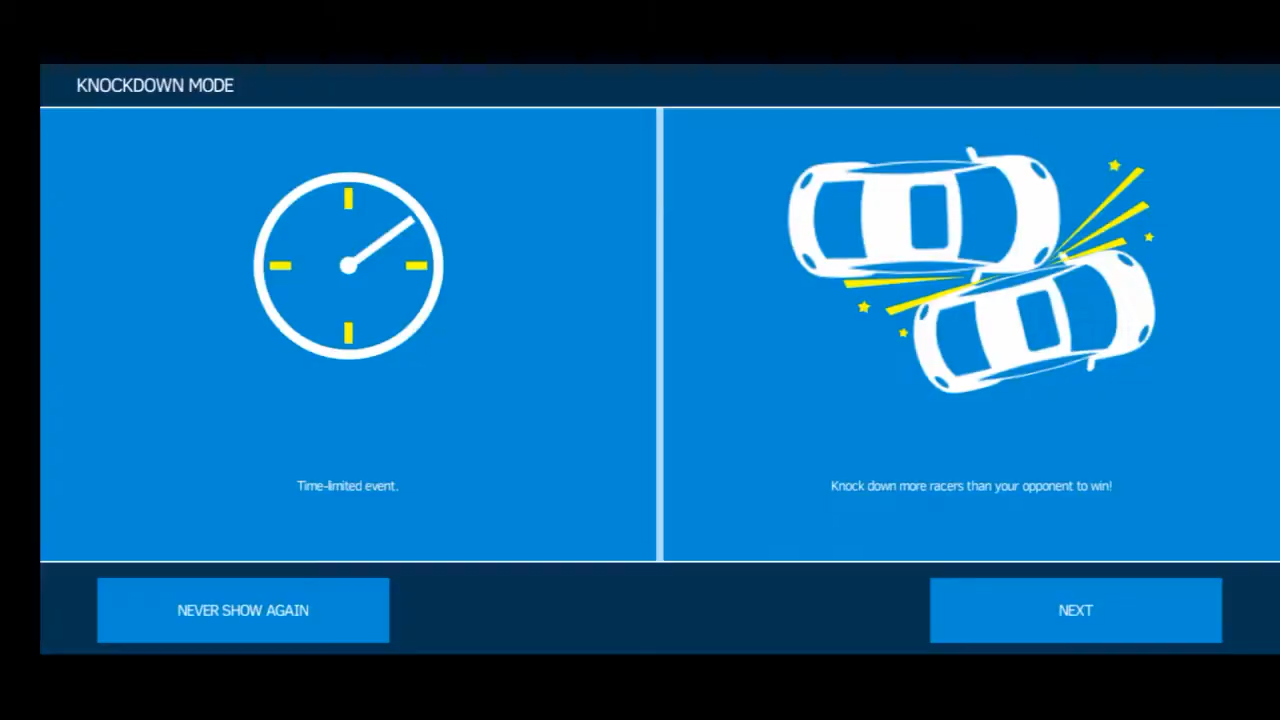 KNOCKDOWN MODE
Time-limited event.
Knock down more racers than your opponent to win!
NEVER SHOW AGAIN
NEXT